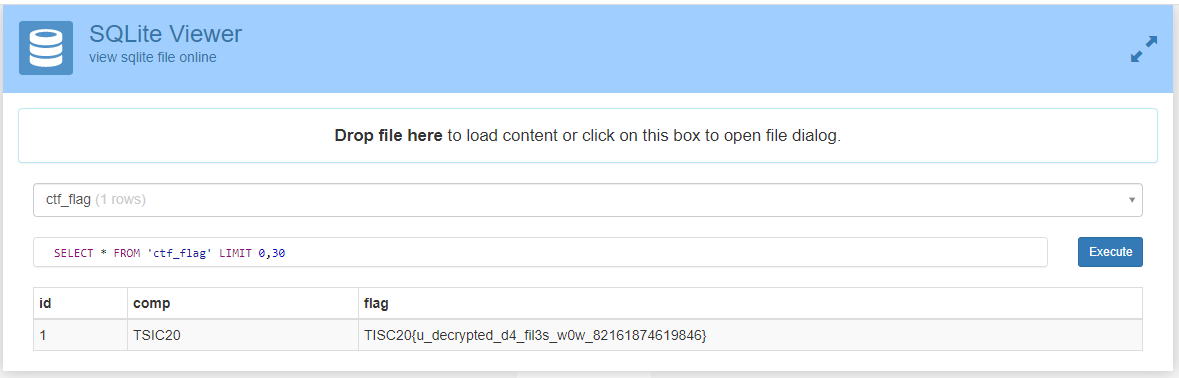 SQLite Viewer
view sqlite file online
Drop file here to load content or click on this box to open file dialog.
ctf_flag (1 rows)
SELECT * FROM 'ctf_flag' LIMIT 0,30
Execute
id comp flag
1 TSIC20 TISC20{u_decrypted_d4_fil3s_w0w_82161874619846}